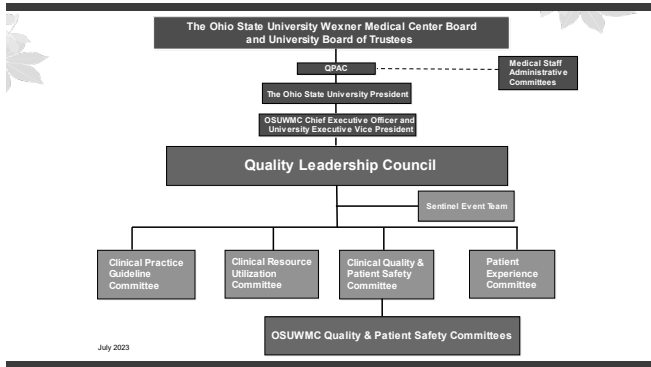 The Ohio State University Wexner Medical Center Board
and University Board of Trustees
QPAC
Medical Staff
Administrative
Committees
The Ohio State University President
OSUWMC Chief Executive Officer and
University Executive Vice President
Quality Leadership Council
Sentinel Event Team
Clinical Practice
Guideline
Committee
Clinical Resource
Utilization
Committee
Clinical Quality &
Patient Safety
Committee
Patient
Experience
Committee
OSUWMC Quality & Patient Safety Committees
July 2023